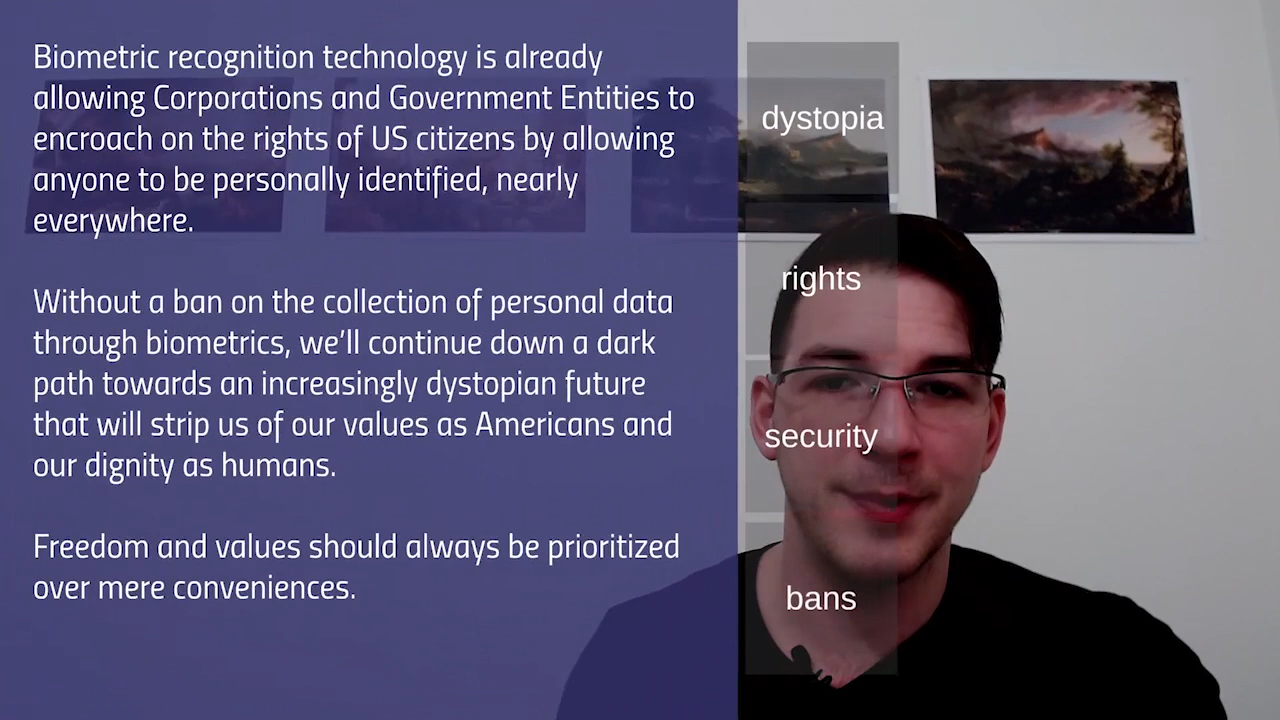 Biometric recognition technology is already
allowing Corporations and Government Entities to
encroach on the rights of US citizens by allowing
anyone to be personally identified, nearly
everywhere.
Without a ban on the collection of personal data
through biometrics, we’ll continue down a dark
path towards an increasingly dystopian future
that will strip us of our values as Americans and
our dignity as humans.
Freedom and values should always be prioritized
over mere conveniences.
dystopia
rights
security
bans